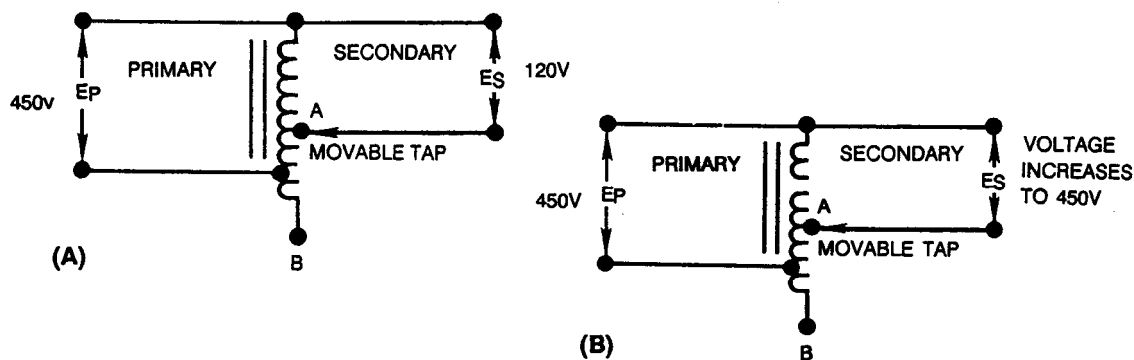 PRIMARY
SECONDARY
450v
EP
ES
120V
A
MOVABLE TAP
B
(A)
PRIMARY
SECONDARY
450V
EP
ES
VOLTAGE
INCREASES
TO 450V
A
MOVABLE TAP
B
(B)